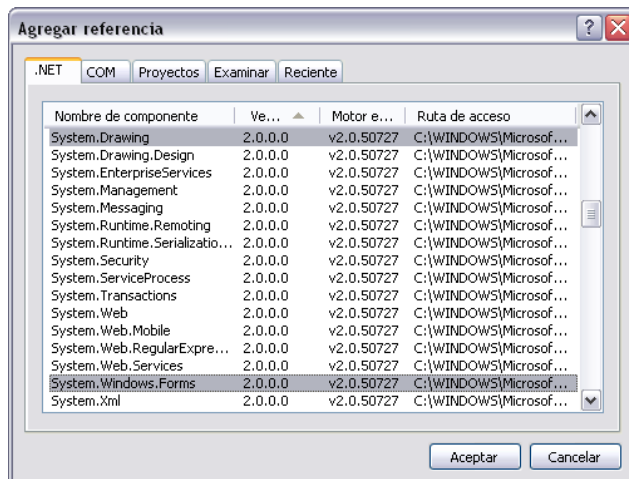 Agregar referencia
.NET COM Proyectos Examinar Reciente
Nombre de componente Ve... Motor e... Ruta de acceso
System.Drawing 2.0.0.0 v2.0.50727 C:\WINDOWS\Microsof...
System.Drawing.Design 2.0.0.0 v2.0.50727 C:\WINDOWS\Microsof...
System.EnterpriseServices 2.0.0.0 v2.0.50727 C:\WINDOWS\Microsof...
System.Management 2.0.0.0 v2.0.50727 C:\WINDOWS\Microsof...
System.Messaging 2.0.0.0 v2.0.50727 C:\WINDOWS\Microsof...
System.Runtime.Remoting 2.0.0.0 v2.0.50727 C:\WINDOWS\Microsof...
System.Runtime.Serializatio... 2.0.0.0 v2.0.50727 C:\WINDOWS\Microsof...
System.Security 2.0.0.0 v2.0.50727 C:\WINDOWS\Microsof...
System.ServiceProcess 2.0.0.0 v2.0.50727 C:\WINDOWS\Microsof...
System.Transactions 2.0.0.0 v2.0.50727 C:\WINDOWS\Microsof...
System.Web 2.0.0.0 v2.0.50727 C:\WINDOWS\Microsof...
System.Web.Mobile 2.0.0.0 v2.0.50727 C:\WINDOWS\Microsof...
System.Web.RegularExpre... 2.0.0.0 v2.0.50727 C:\WINDOWS\Microsof...
System.Web.Services 2.0.0.0 v2.0.50727 C:\WINDOWS\Microsof...
System.Windows.Forms 2.0.0.0 v2.0.50727 C:\WINDOWS\Microsof...
System.Xml 2.0.0.0 v2.0.50727 C:\WINDOWS\Microsof...
Aceptar Cancelar